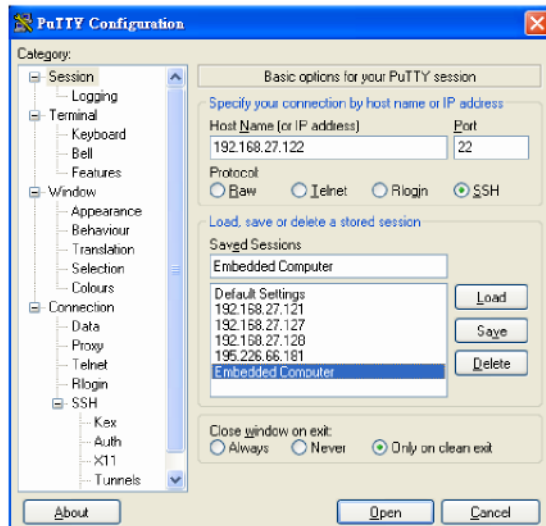 PuTTY Configuration
Category:
Session
Logging
Terminal
Keyboard
Bell
Features
Window
Appearance
Behaviour
Translation
Selection
Colours
Connection
Data
Proxy
Telnet
Rlogin
SSH
Kex
Auth
X11
Tunnels
Basic options for your PuTTY session
Specify your connection by host name or IP address
Host Name (or IP address) Port
192.168.27.122 22
Protocol:
Raw Telnet Rlogin SSH
Load, save or delete a stored session
Saved Sessions
Embedded Computer
Default Settings
192.168.27.121
192.168.27.127
192.168.27.128
195.226.66.181
Embedded Computer
Load
Save
Delete
Close window on exit:
Always Never Only on clean exit
About Open Cancel